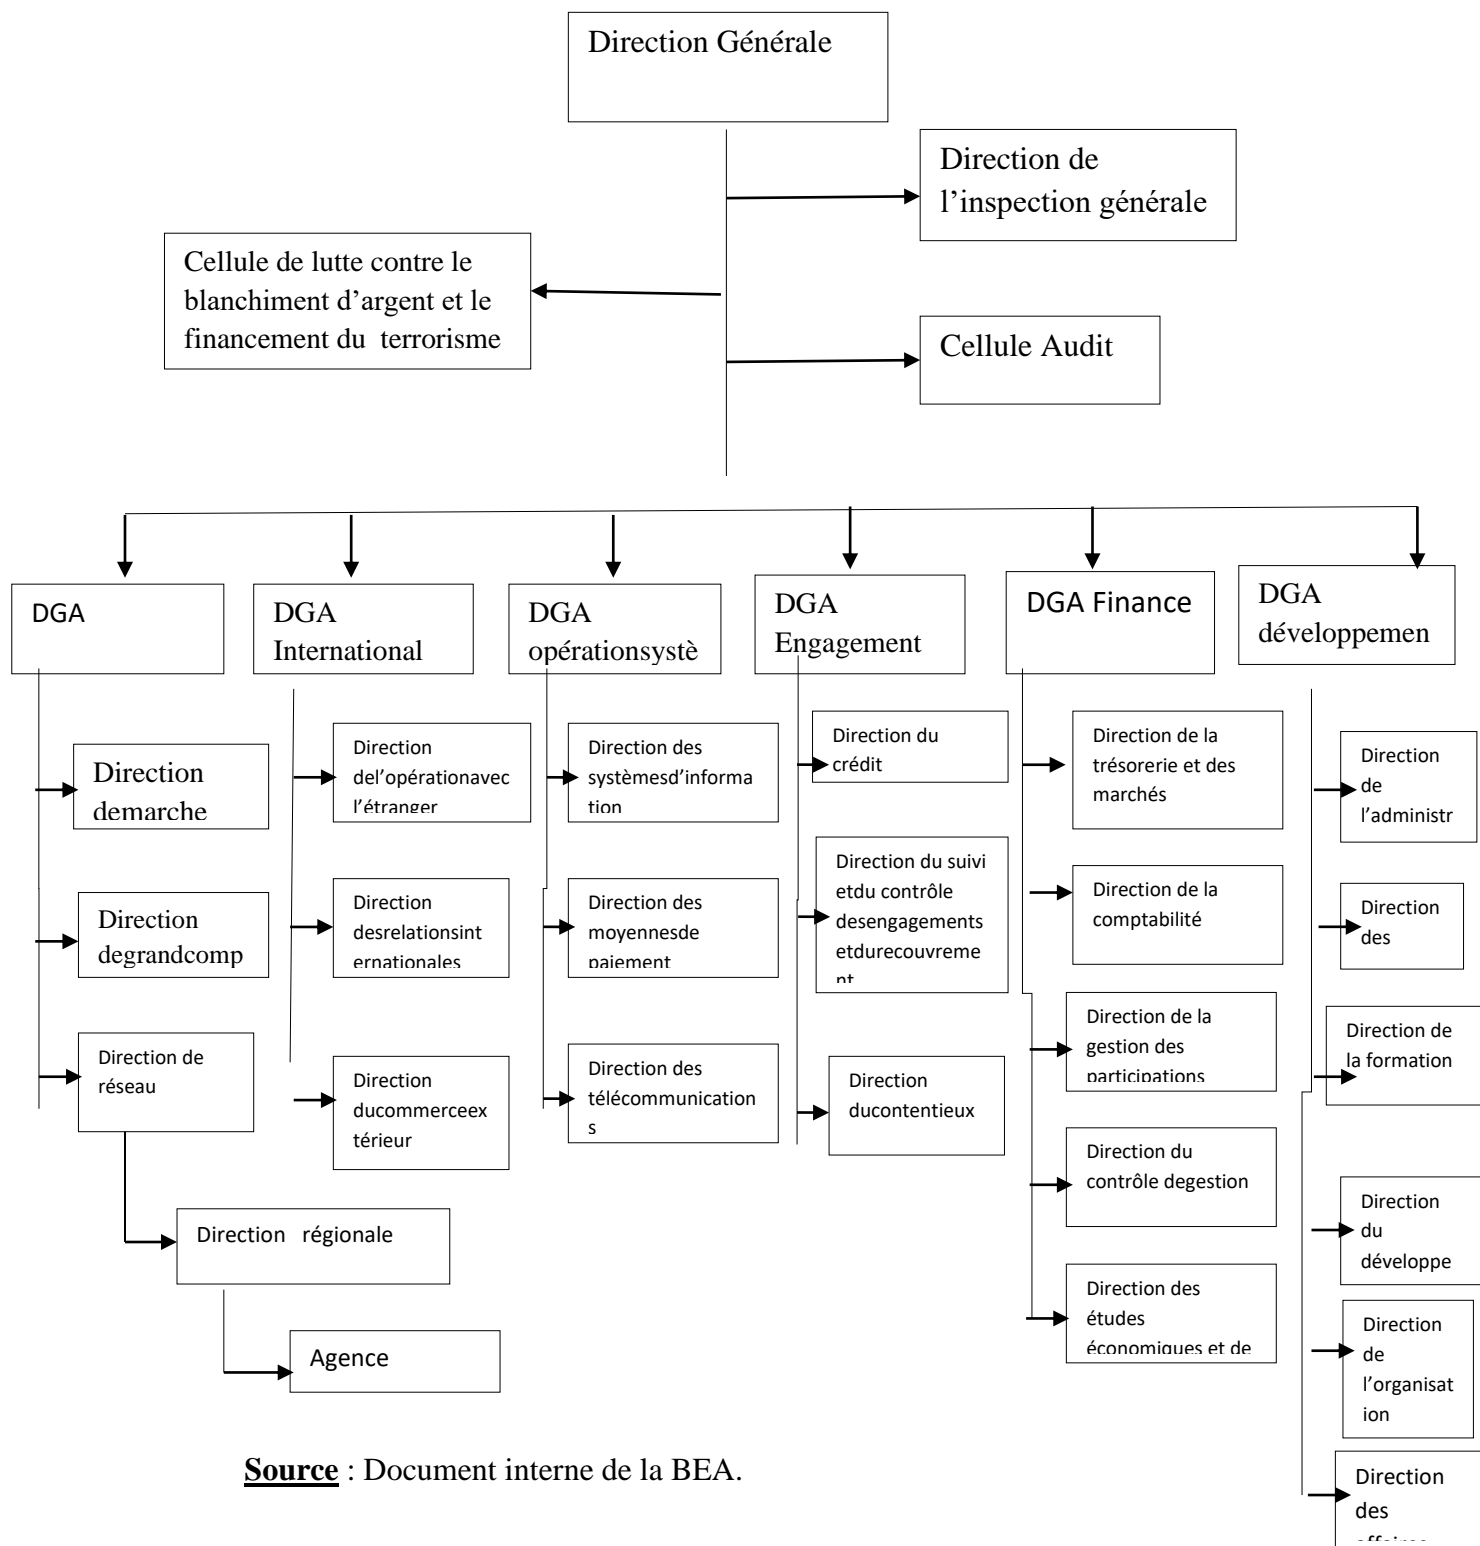 Direction Générale
Direction de
l’inspection générale
Cellule de lutte contre le
blanchiment d’argent et le
financement du terrorisme
Cellule Audit
DGA
DGA
International
DGA
opérationsystè
DGA
Engagement
DGA Finance
DGA
développemen
Direction
demarche
Direction
degrandcomp
Direction de
réseau
Direction régionale
Agence
Direction
del’opérationavec
l’étranger
Direction
desrelationsint
ernationales
Direction
ducommerceex
térieur
Direction des
systèmesd’informa
tion
Direction des
moyennesde
paiement
Direction des
télécommunication
s
Direction du
crédit
Direction du suivi
etdu contrôle
desengagements
etdurecouvreme
nt
Direction
ducontentieux
Direction de la
trésorerie et des
marchés
Direction de la
comptabilité
Direction de la
gestion des
participations
Direction du
contrôle degestion
Direction des
études
économiques et de
Direction
de
l’administr
Direction
des
Direction de
la formation
Direction
du
développe
Direction
de
l’organisat
ion
Direction
des
Source : Document interne de la BEA.